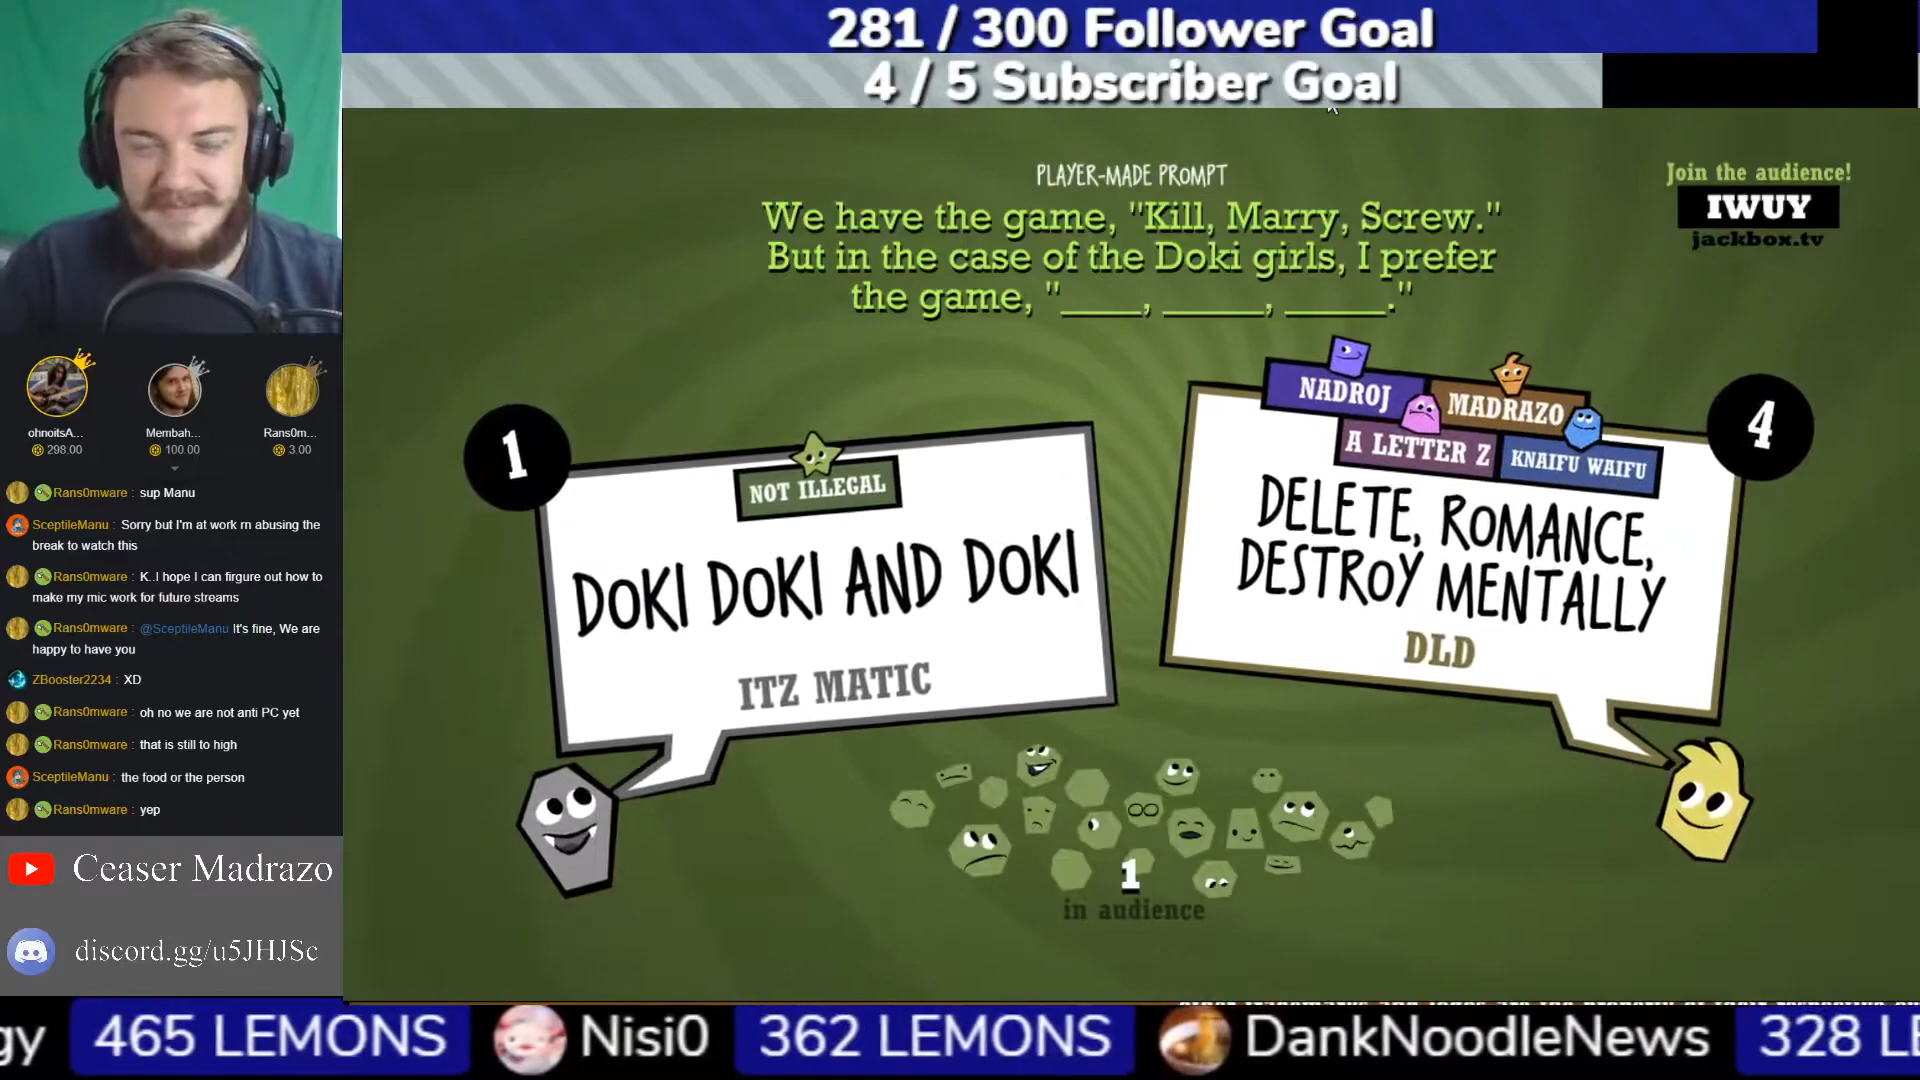 281 / 300 Follower Goal
4 / 5 Subscriber Goal
PLAYER-MADE PROMPT
We have the game, "Kill, Marry, Screw."
But in the case of the Doki girls, I prefer
the game, "____, _____, _____."
Join the audience!
IWUY
jackbox.tv
1
NOT ILLEGAL
DOKI DOKI AND DOKI
ITZ MATIC
NADROJ
MADRAZO
A LETTER Z
KNAIFU WAIFU
4
DELETE, ROMANCE,
DESTROY MENTALLY
DLD
1
in audience
ohnoitsA...
298.00
Membah...
100.00
Rans0m...
3.00
Rans0mware : sup Manu
SceptileManu : Sorry but I'm at work rn abusing the
break to watch this
Rans0mware : K..I hope I can firgure out how to
make my mic work for future streams
Rans0mware : @SceptileManu It's fine, We are
happy to have you
ZBooster2234 : XD
Rans0mware : oh no we are not anti PC yet
Rans0mware : that is still to high
SceptileManu : the food or the person
Rans0mware : yep
Ceaser Madrazo
discord.gg/u5JHJSc
gy 465 LEMONS Nisi0 362 LEMONS DankNoodleNews 328 LE